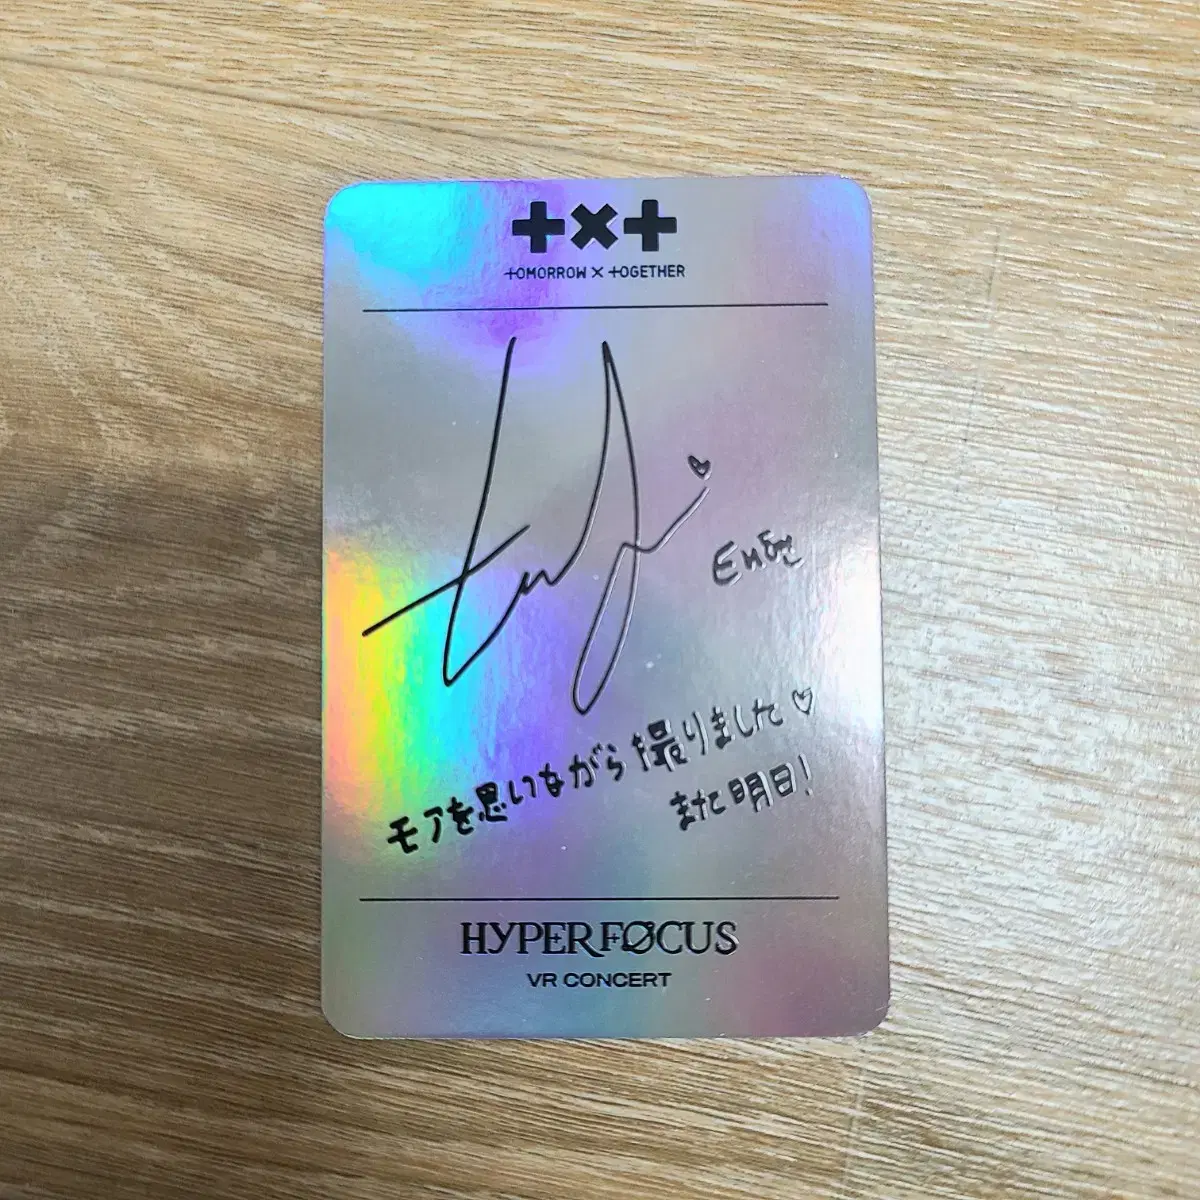 +×+
TOMORROW × TOGETHER
태현
モアを思いながら撮りました♡
また明日!
HYPERFØCUS
VR CONCERT